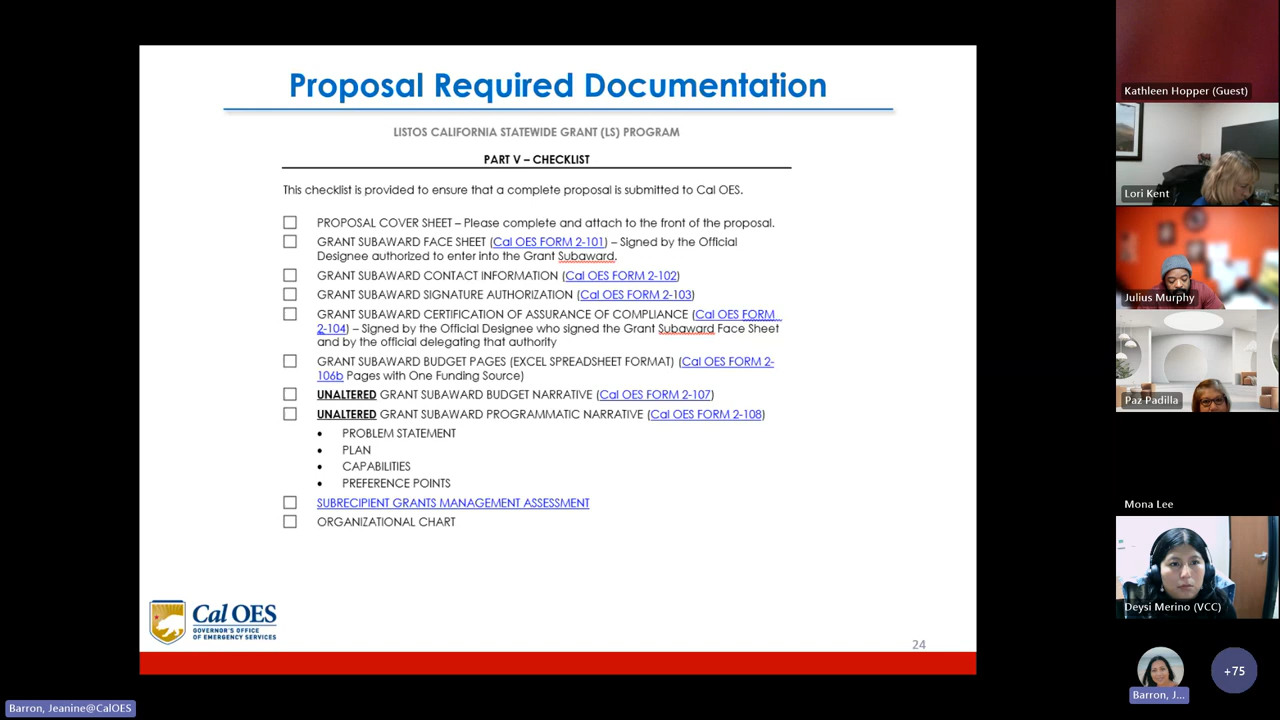 Proposal Required Documentation
LISTOS CALIFORNIA STATEWIDE GRANT (LS) PROGRAM
PART V – CHECKLIST
This checklist is provided to ensure that a complete proposal is submitted to Cal OES.
PROPOSAL COVER SHEET – Please complete and attach to the front of the proposal.
GRANT SUBAWARD FACE SHEET (Cal OES FORM 2-101) – Signed by the Official
Designee authorized to enter into the Grant Subaward.
GRANT SUBAWARD CONTACT INFORMATION (Cal OES FORM 2-102)
GRANT SUBAWARD SIGNATURE AUTHORIZATION (Cal OES FORM 2-103)
GRANT SUBAWARD CERTIFICATION OF ASSURANCE OF COMPLIANCE (Cal OES FORM
2-104) – Signed by the Official Designee who signed the Grant Subaward Face Sheet
and by the official delegating that authority
GRANT SUBAWARD BUDGET PAGES (EXCEL SPREADSHEET FORMAT) (Cal OES FORM 2-
106b Pages with One Funding Source)
UNALTERED GRANT SUBAWARD BUDGET NARRATIVE (Cal OES FORM 2-107)
UNALTERED GRANT SUBAWARD PROGRAMMATIC NARRATIVE (Cal OES FORM 2-108)
• PROBLEM STATEMENT
• PLAN
• CAPABILITIES
• PREFERENCE POINTS
SUBRECIPIENT GRANTS MANAGEMENT ASSESSMENT
ORGANIZATIONAL CHART
Cal OES
GOVERNOR'S OFFICE
OF EMERGENCY SERVICES
24
Kathleen Hopper (Guest)
Lori Kent
Julius Murphy
Paz Padilla
Mona Lee
Deysi Merino (VCC)
Barron, J...
+75
Barron, Jeanine@CalOES